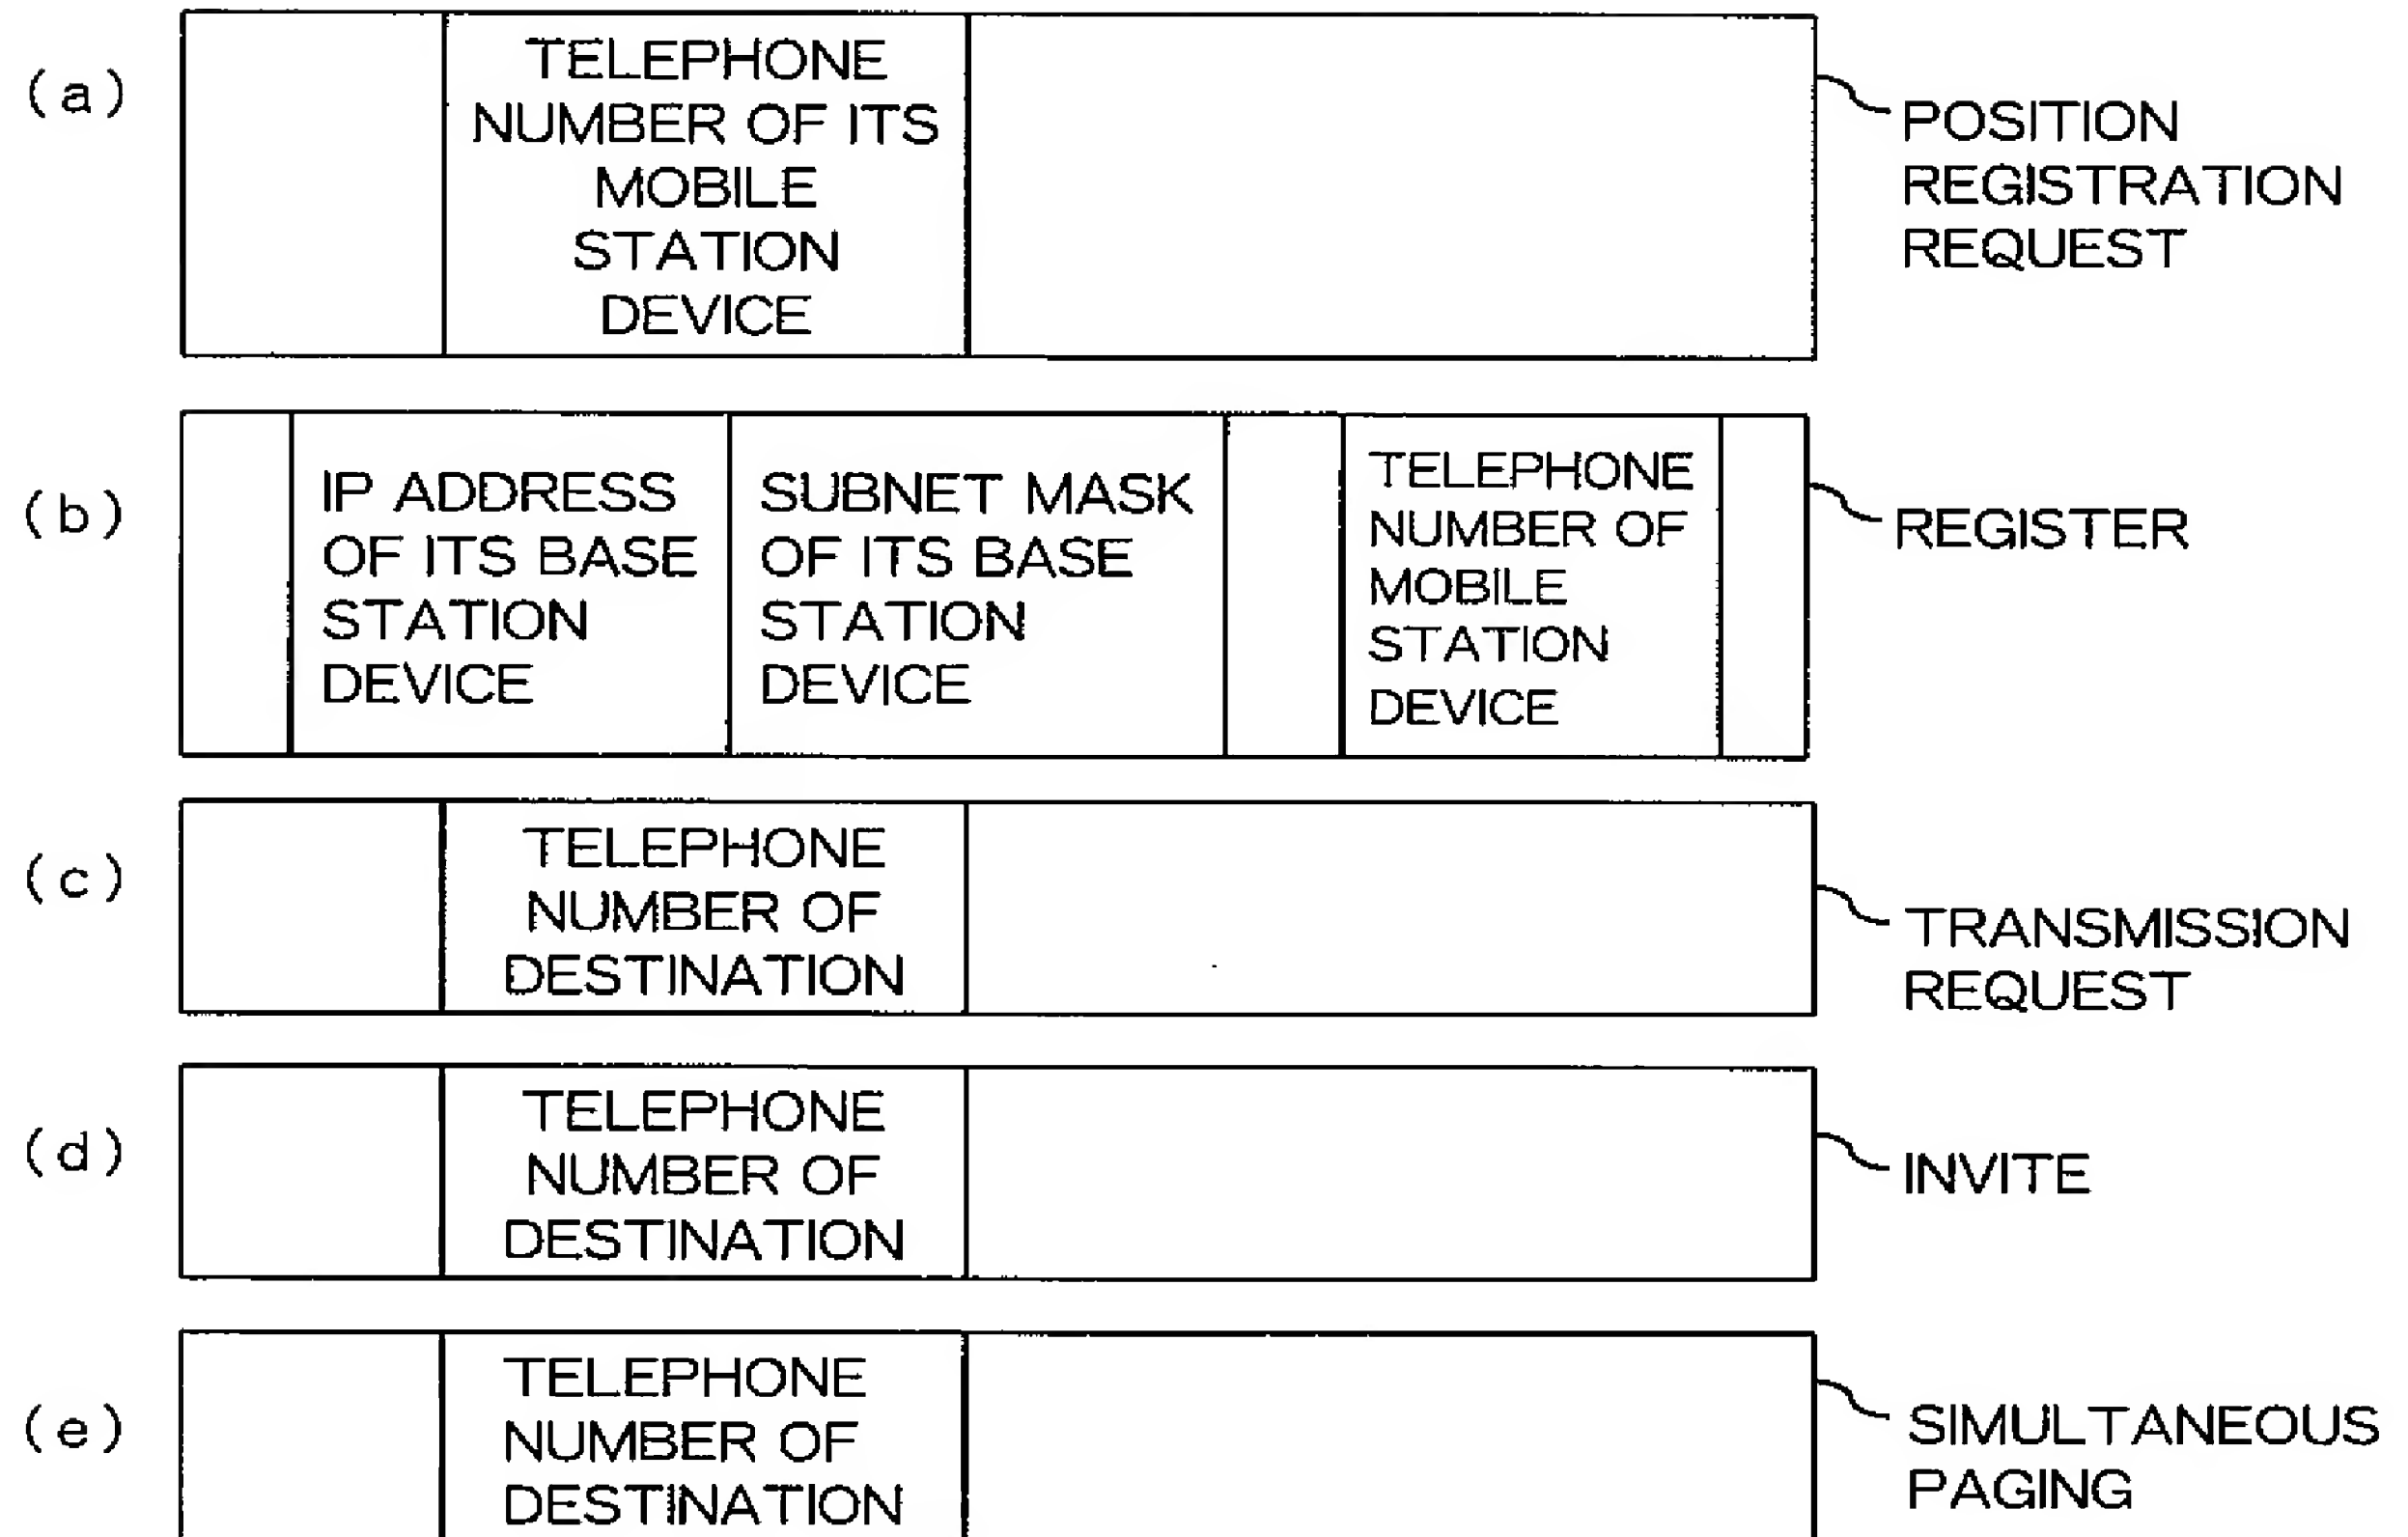 (a)
TELEPHONE
NUMBER OF ITS
MOBILE
STATION
DEVICE
POSITION
REGISTRATION
REQUEST
(b)
IP ADDRESS
OF ITS BASE
STATION
DEVICE
SUBNET MASK
OF ITS BASE
STATION
DEVICE
TELEPHONE
NUMBER OF
MOBILE
STATION
DEVICE
REGISTER
(c)
TELEPHONE
NUMBER OF
DESTINATION
TRANSMISSION
REQUEST
(d)
TELEPHONE
NUMBER OF
DESTINATION
INVITE
(e)
TELEPHONE
NUMBER OF
DESTINATION
SIMULTANEOUS
PAGING